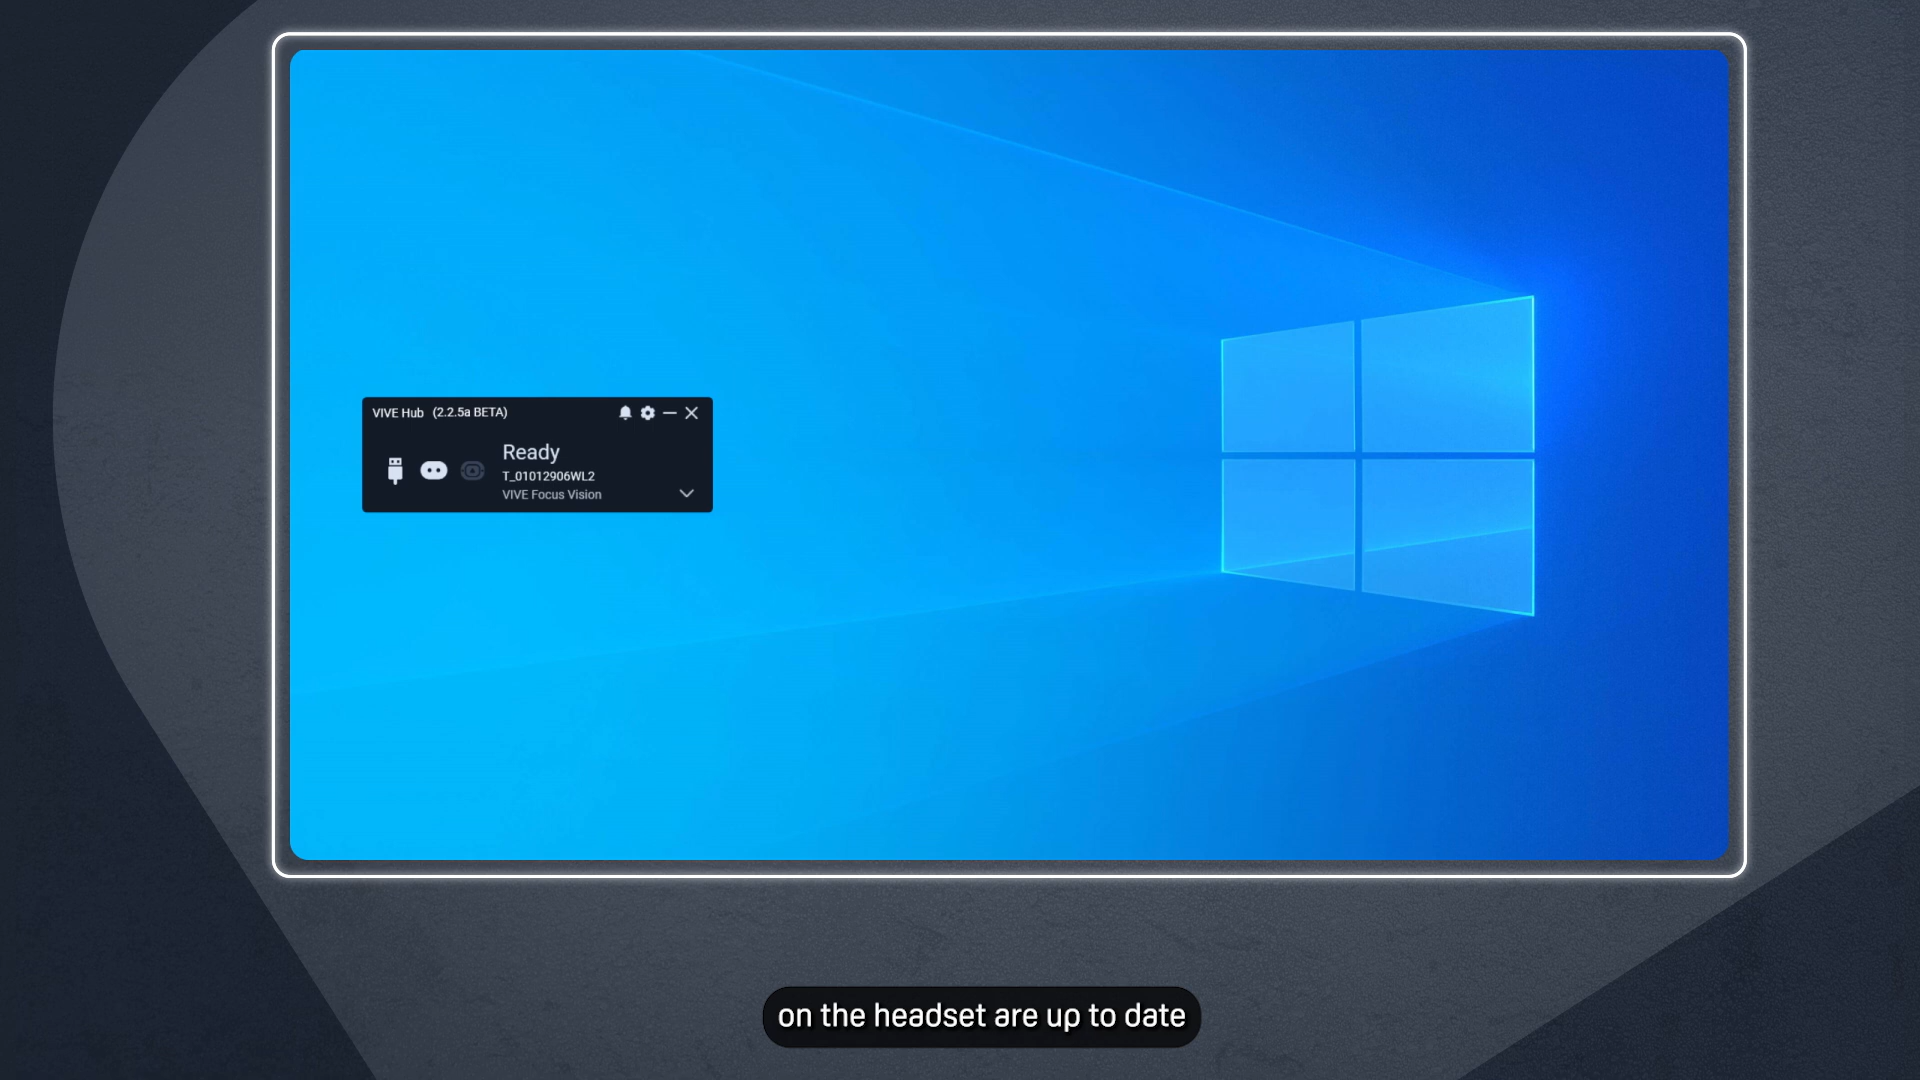 VIVE Hub (2.2.5a BETA)
Ready
T_01012906WL2
VIVE Focus Vision
on the headset are up to date